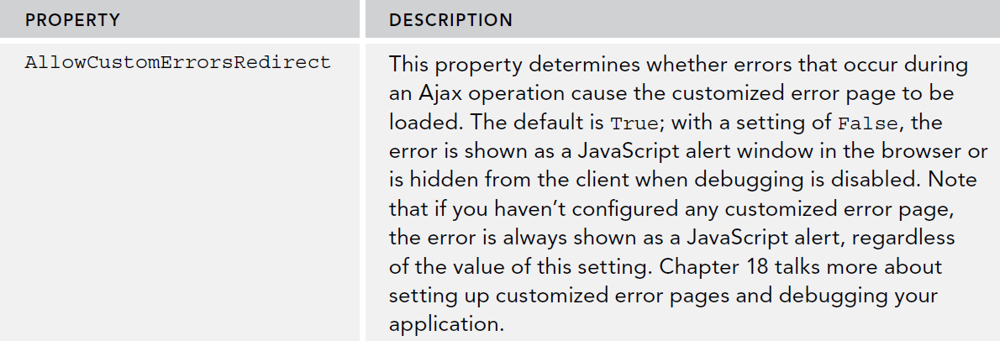 PROPERTY DESCRIPTION
AllowCustomErrorsRedirect This property determines whether errors that occur during
an Ajax operation cause the customized error page to be
loaded. The default is True; with a setting of False, the
error is shown as a JavaScript alert window in the browser or
is hidden from the client when debugging is disabled. Note
that if you haven’t configured any customized error page,
the error is always shown as a JavaScript alert, regardless
of the value of this setting. Chapter 18 talks more about
setting up customized error pages and debugging your
application.